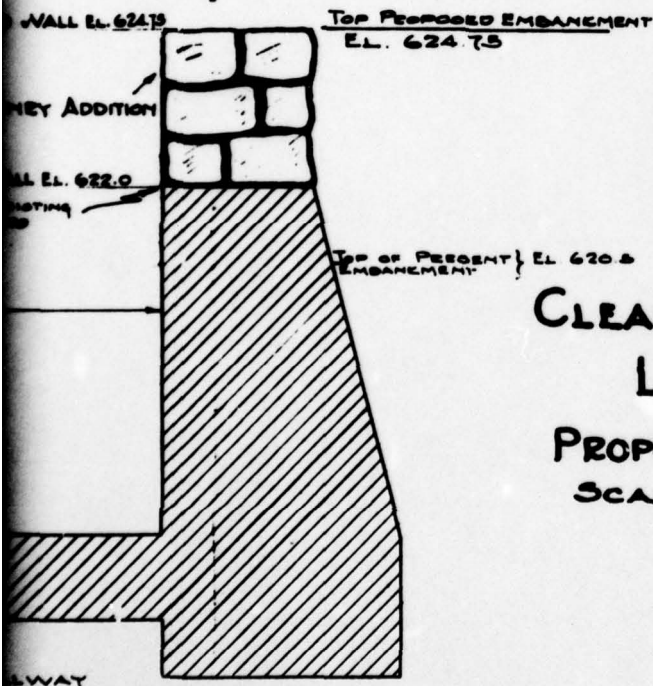 WALL EL. 624.75
TOP PROPOSED EMBANKMENT
EL. 624.75
ADDITION
EL. 622.0
TOP OF PRESENT } EL 620.5
EMBANKMENT
CLEA
L
PROP
SCA
LWAY